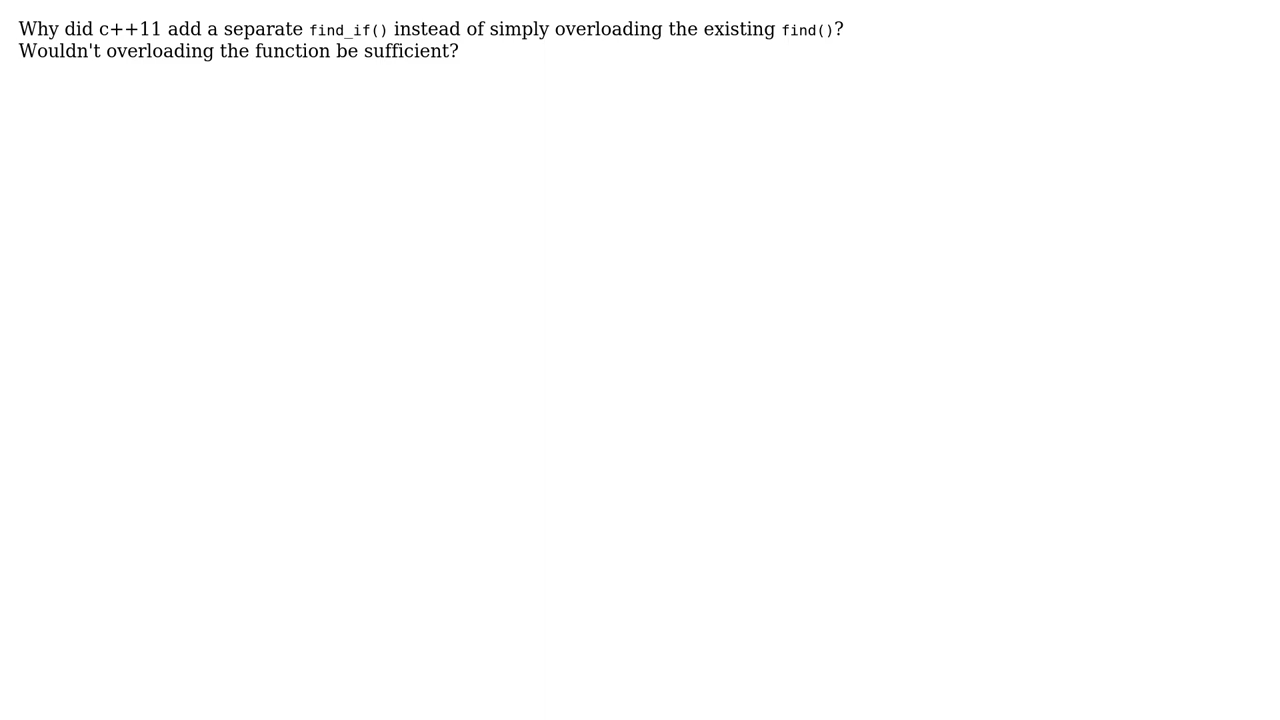 Why did c++11 add a separate find_if() instead of simply overloading the existing find()?
Wouldn't overloading the function be sufficient?